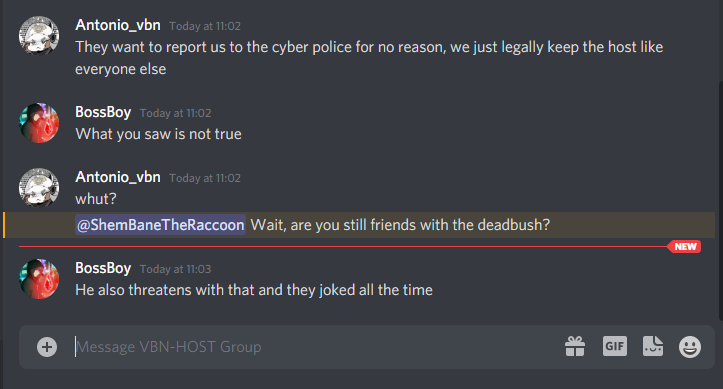 Antonio_vbn Today at 11:02
They want to report us to the cyber police for no reason, we just legally keep the host like
everyone else
BossBoy Today at 11:02
What you saw is not true
Antonio_vbn Today at 11:02
whut?
@ShemBaneTheRaccoon Wait, are you still friends with the deadbush?
NEW
BossBoy Today at 11:03
He also threatens with that and they joked all the time
Message VBN-HOST Group
GIF